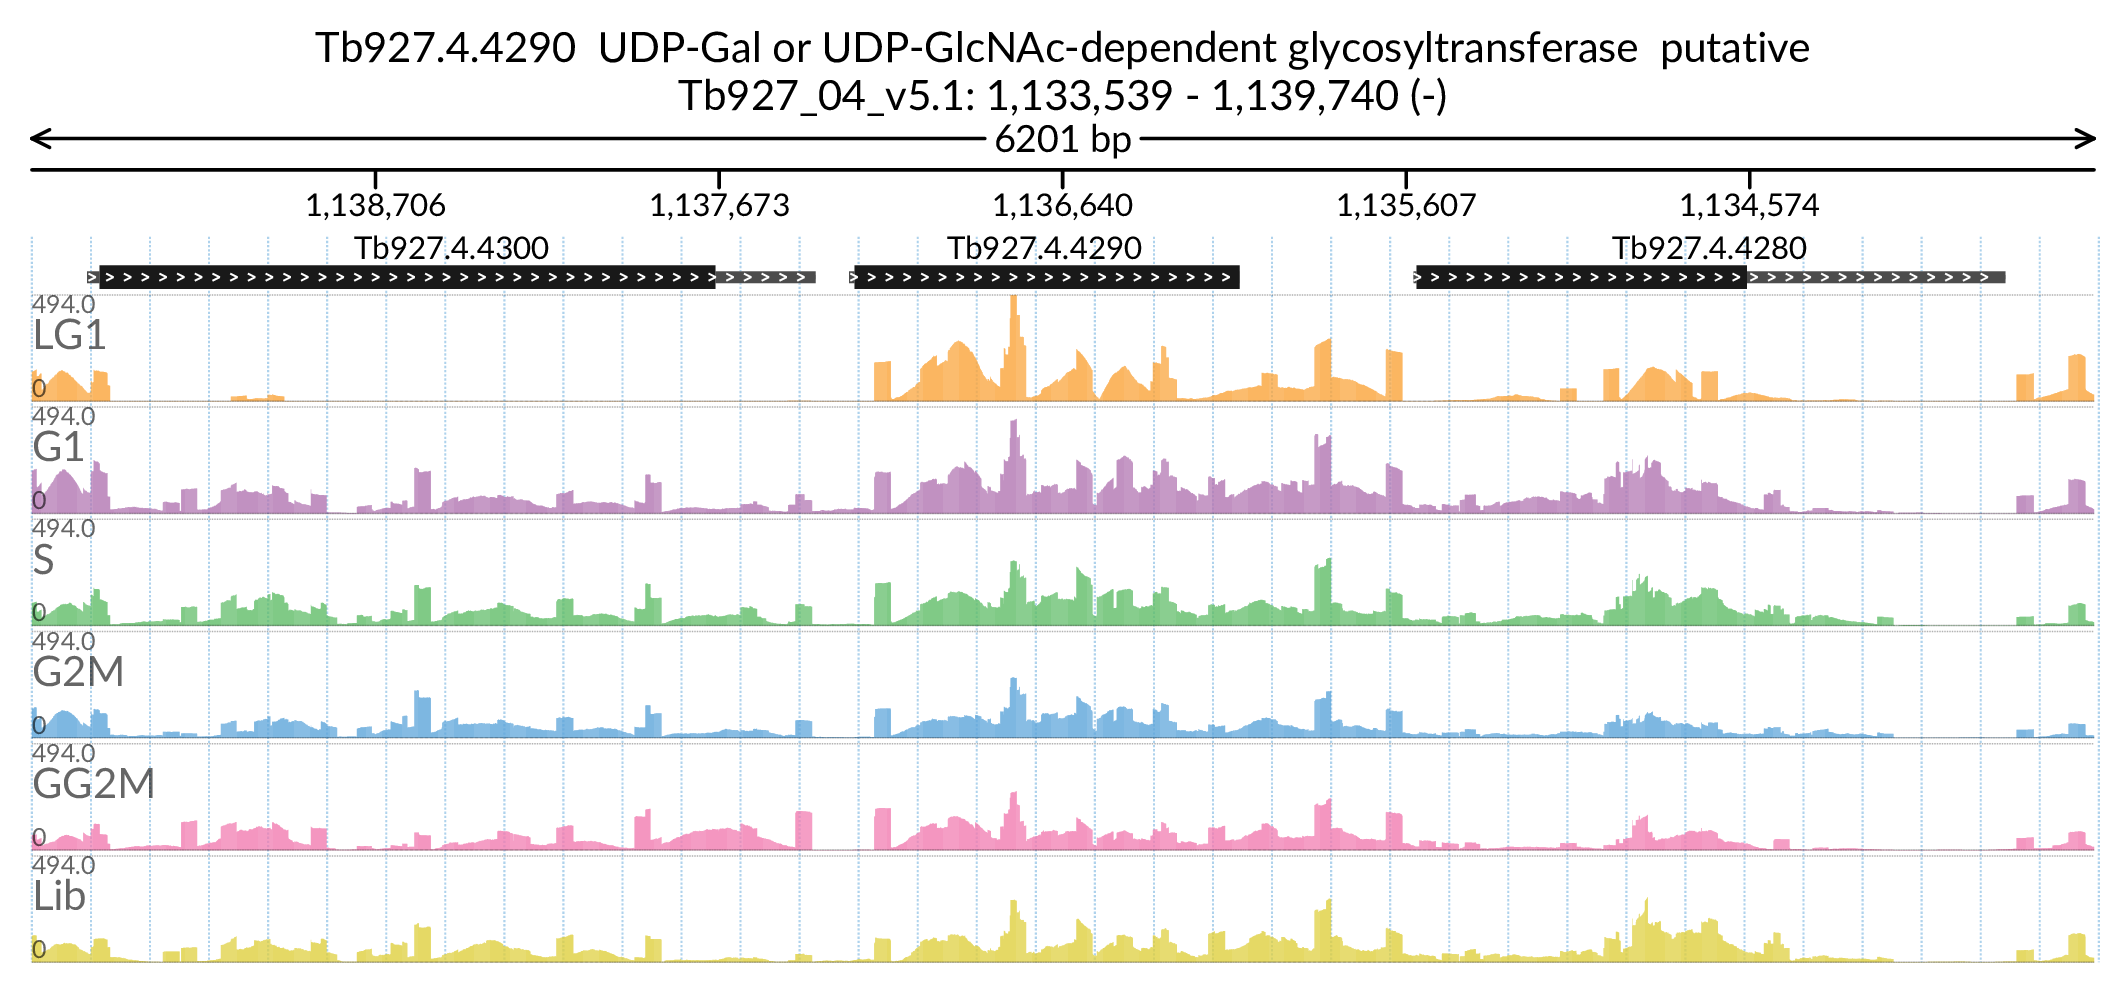 Tb927.4.4290 UDP-Gal or UDP-GlcNAc-dependent glycosyltransferase putative
Tb927_04_v5.1: 1,133,539 - 1,139,740 (-)
6201 bp
1,138,706 1,137,673 1,136,640 1,135,607 1,134,574
Tb927.4.4300 Tb927.4.4290 Tb927.4.4280
494.0
LG1
0
494.0
G1
0
494.0
S
0
494.0
G2M
0
494.0
GG2M
0
494.0
Lib
0